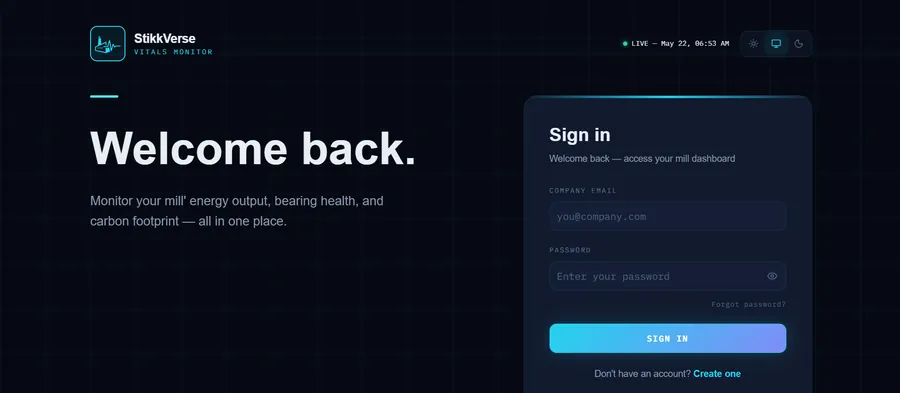 StikkVerse
VITALS MONITOR
LIVE — May 22, 06:53 AM
Welcome back.
Monitor your mill' energy output, bearing health, and
carbon footprint — all in one place.
Sign in
Welcome back — access your mill dashboard
COMPANY EMAIL
you@company.com
PASSWORD
Enter your password
Forgot password?
SIGN IN
Don't have an account? Create one